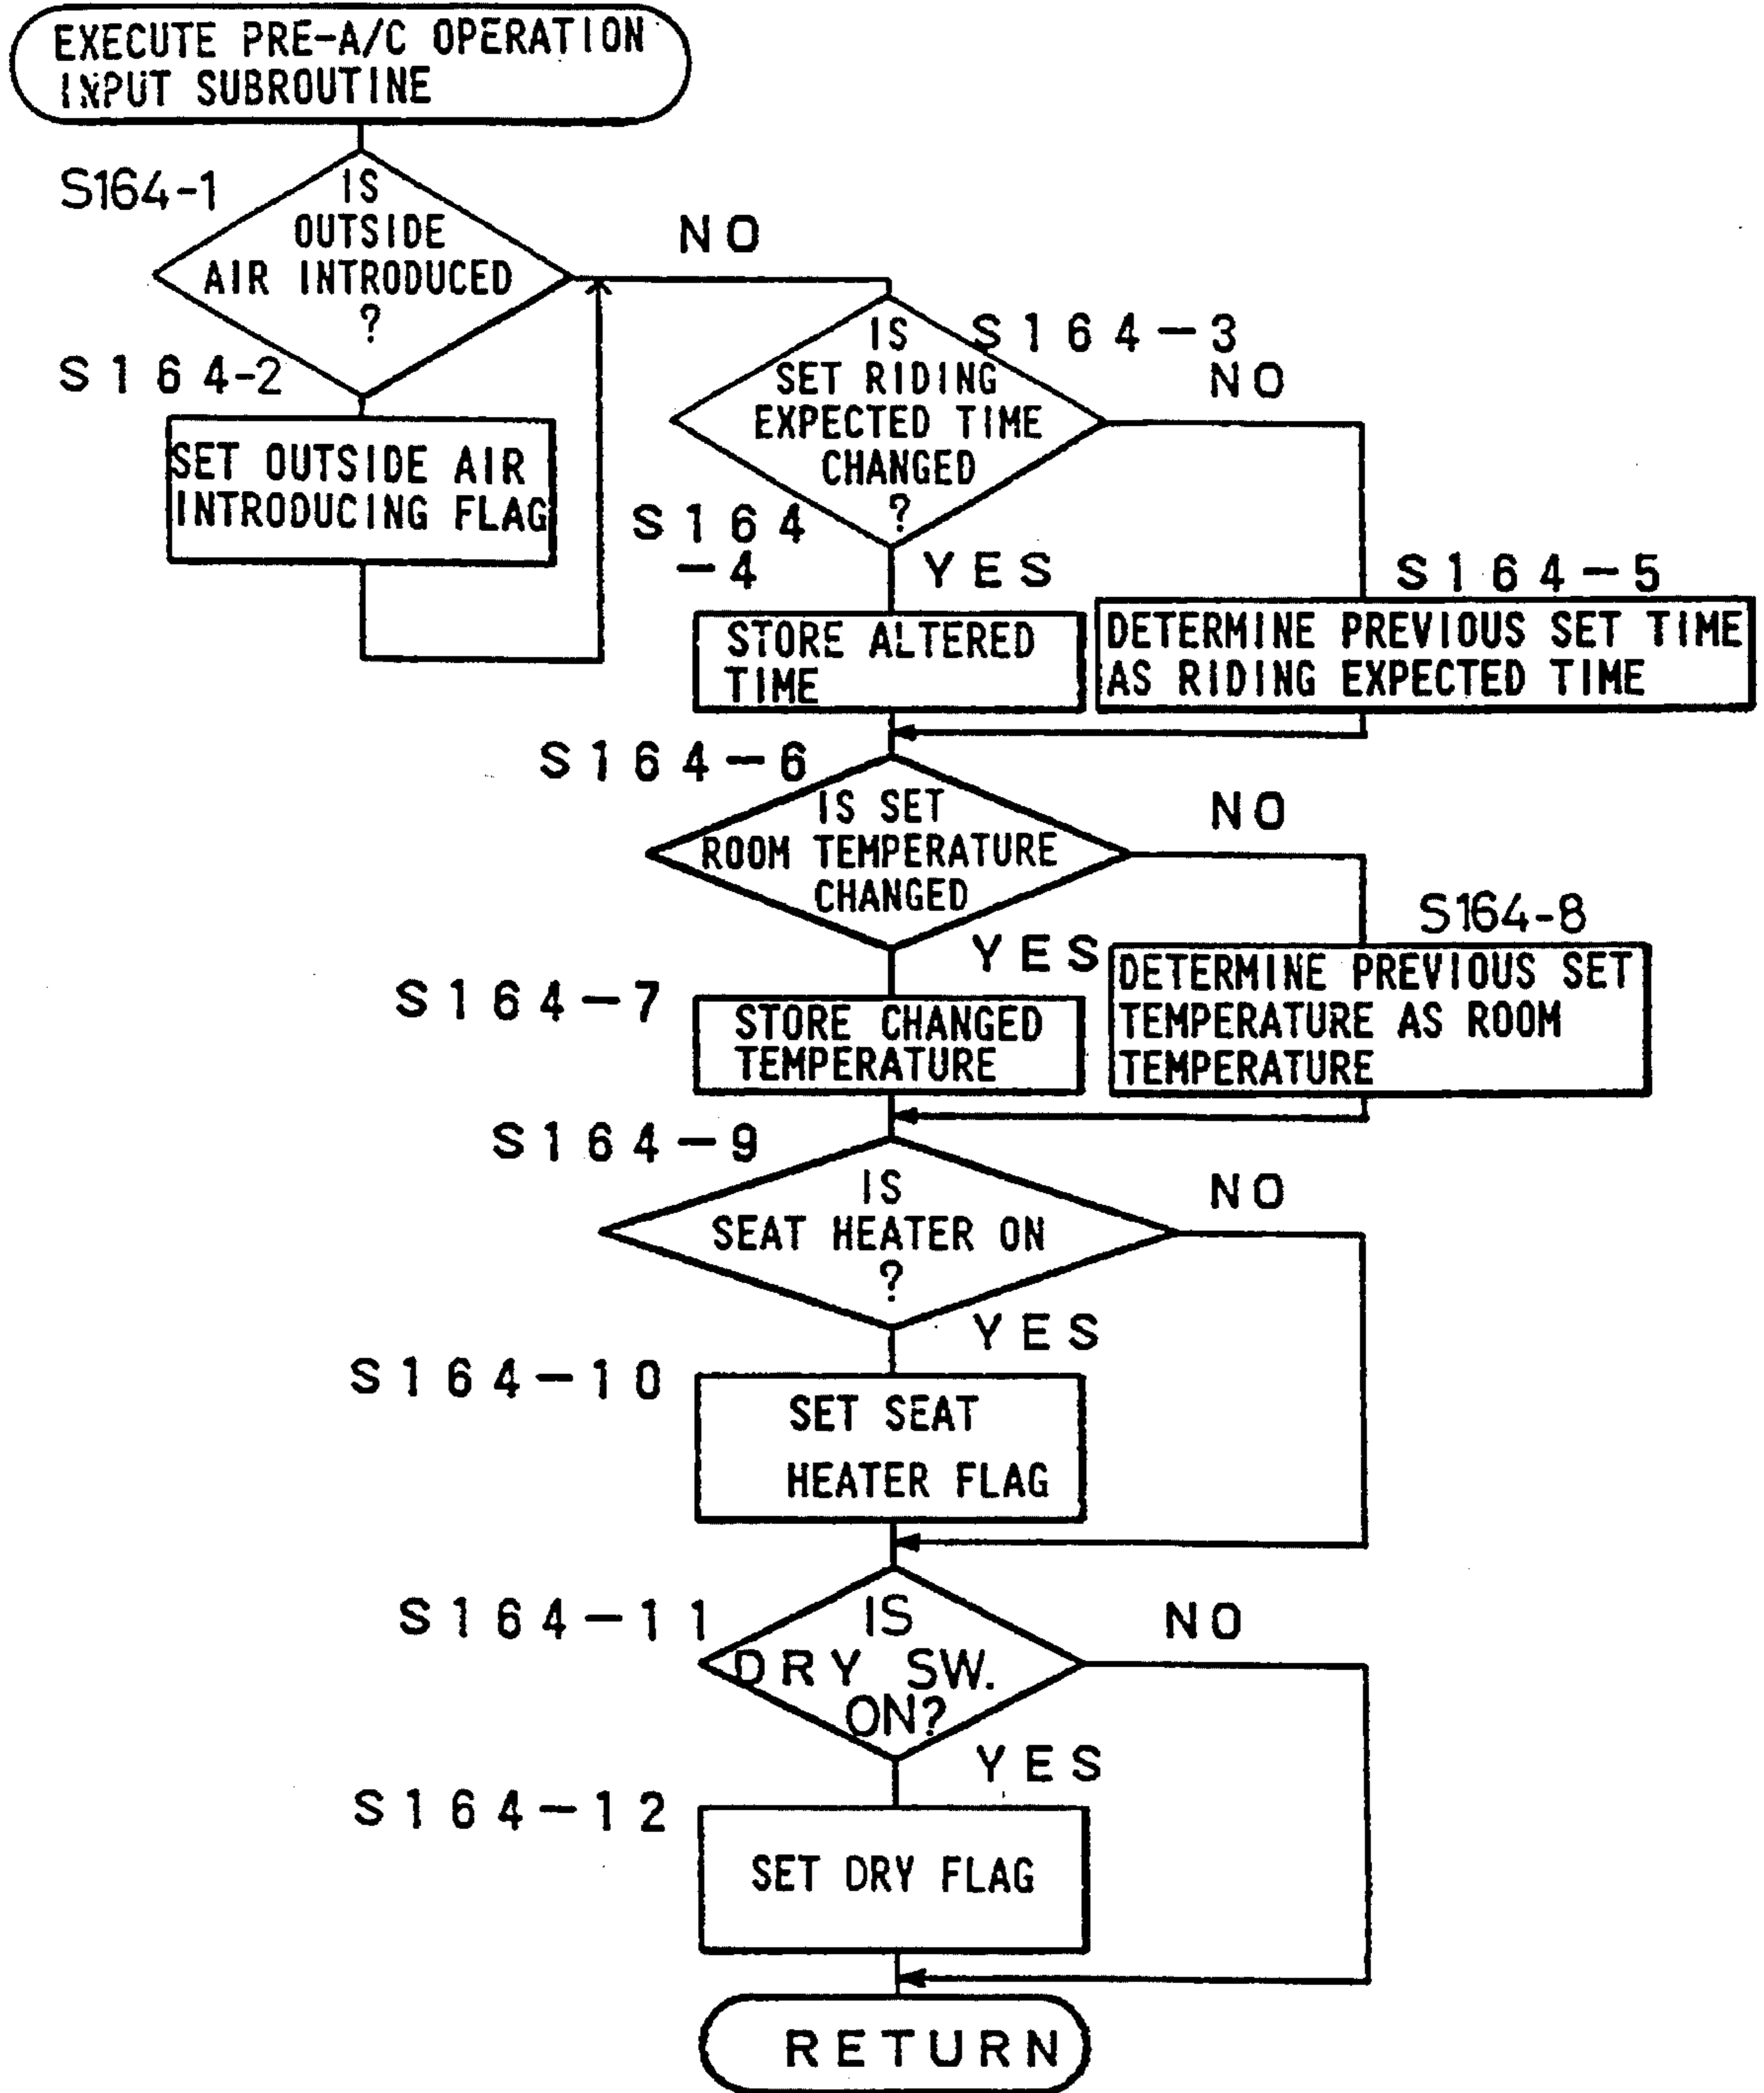 EXECUTE PRE-A/C OPERATION
INPUT SUBROUTINE
S164-1
IS
OUTSIDE
AIR INTRODUCED
?
NO
S164-2
SET OUTSIDE AIR
INTRODUCING FLAG
S164-3
IS
SET RIDING
EXPECTED TIME
CHANGED
?
NO
S164
-4
YES
STORE ALTERED
TIME
S164-5
DETERMINE PREVIOUS SET TIME
AS RIDING EXPECTED TIME
S164-6
IS SET
ROOM TEMPERATURE
CHANGED
NO
YES
S164-7
STORE CHANGED
TEMPERATURE
S164-8
DETERMINE PREVIOUS SET
TEMPERATURE AS ROOM
TEMPERATURE
S164-9
IS
SEAT HEATER ON
?
NO
YES
S164-10
SET SEAT
HEATER FLAG
S164-11
IS
DRY SW.
ON?
NO
YES
S164-12
SET DRY FLAG
RETURN